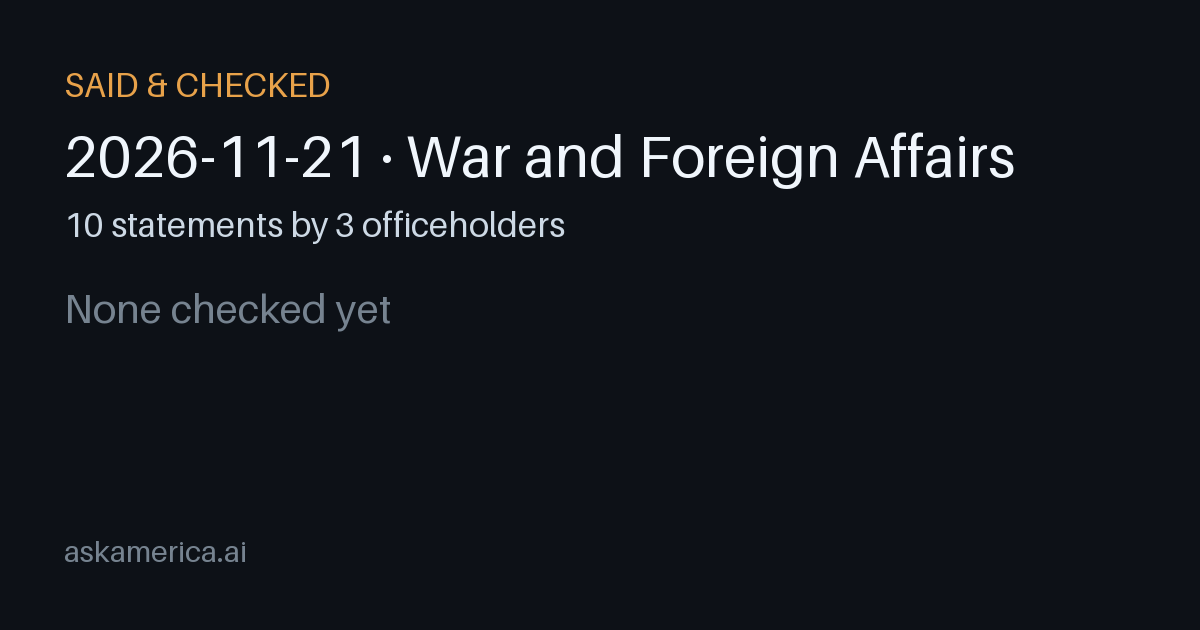 SAID & CHECKED
2026-11-21 · War and Foreign Affairs
10 statements by 3 officeholders
None checked yet
askamerica.ai